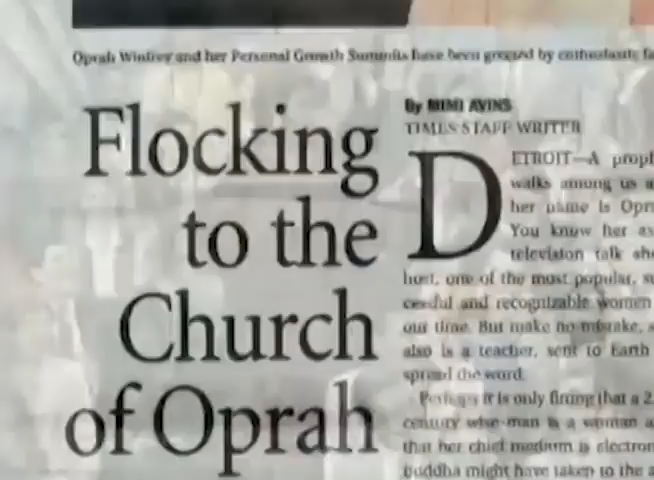 Oprah Winfrey and her Personal Growth Summits have been greeted by enthusiastic
Flocking
to the
Church
of Oprah
By MIMI AVINS
TIMES STAFF WRITER
DETROIT—A
walks among us
her name is
You know her as
television talk
host, one of the most popular,
cessful and recognizable women
our time. But make no mistake,
also is a teacher, sent to Earth
spread the word.
Perhaps it is only fitting that a
century wise-man is a woman
that her chief medium is
Buddha might have taken to the